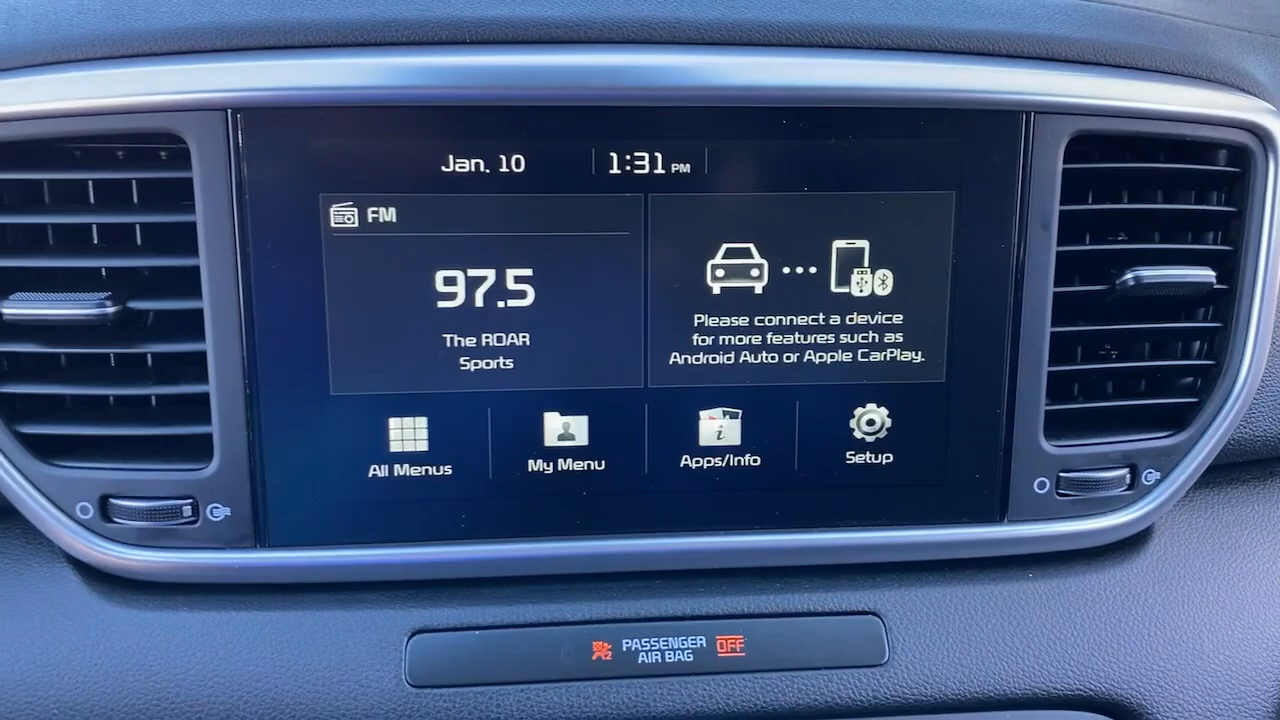 Jan. 10
1:31 PM
FM
97.5
The ROAR
Sports
Please connect a device
for more features such as
Android Auto or Apple CarPlay.
All Menus
My Menu
Apps/Info
Setup
PASSENGER
AIR BAG
OFF